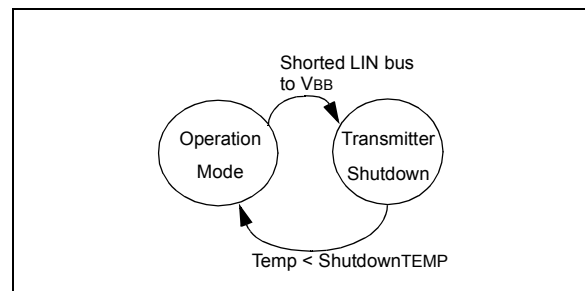 Shorted LIN bus
to VBB
Operation
Mode
Transmitter
Shutdown
Temp < ShutdownTEMP